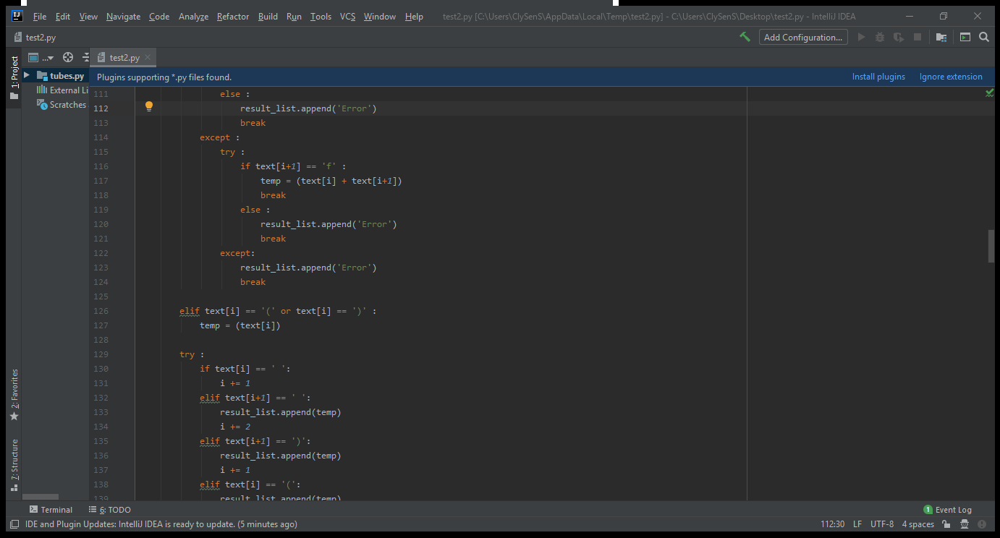 File Edit View Navigate Code Analyze Refactor Build Run Tools VCS Window Help test2.py [C:\Users\ClySenS\AppData\Local\Temp\test2.py] - C:\Users\ClySenS\Desktop\test2.py - IntelliJ IDEA
test2.py Add Configuration...
1: Project
... test2.py
tubes.py
External Li
Scratches
Plugins supporting *.py files found. Install plugins Ignore extension
111 else :
112 result_list.append('Error')
113 break
114 except :
115 try :
116 if text[i+1] == 'f' :
117 temp = (text[i] + text[i+1])
118 break
119 else :
120 result_list.append('Error')
121 break
122 except:
123 result_list.append('Error')
124 break
125
126 elif text[i] == '(' or text[i] == ')' :
127 temp = (text[i])
128
129 try :
130 if text[i] == ' ':
131 i += 1
132 elif text[i+1] == ' ':
133 result_list.append(temp)
134 i += 2
135 elif text[i+1] == ')':
136 result_list.append(temp)
137 i += 1
138 elif text[i] == '(':
139 result_list.append(temp)
2: Favorites
7: Structure
Terminal 6: TODO 1 Event Log
IDE and Plugin Updates: IntelliJ IDEA is ready to update. (5 minutes ago) 112:30 LF UTF-8 4 spaces